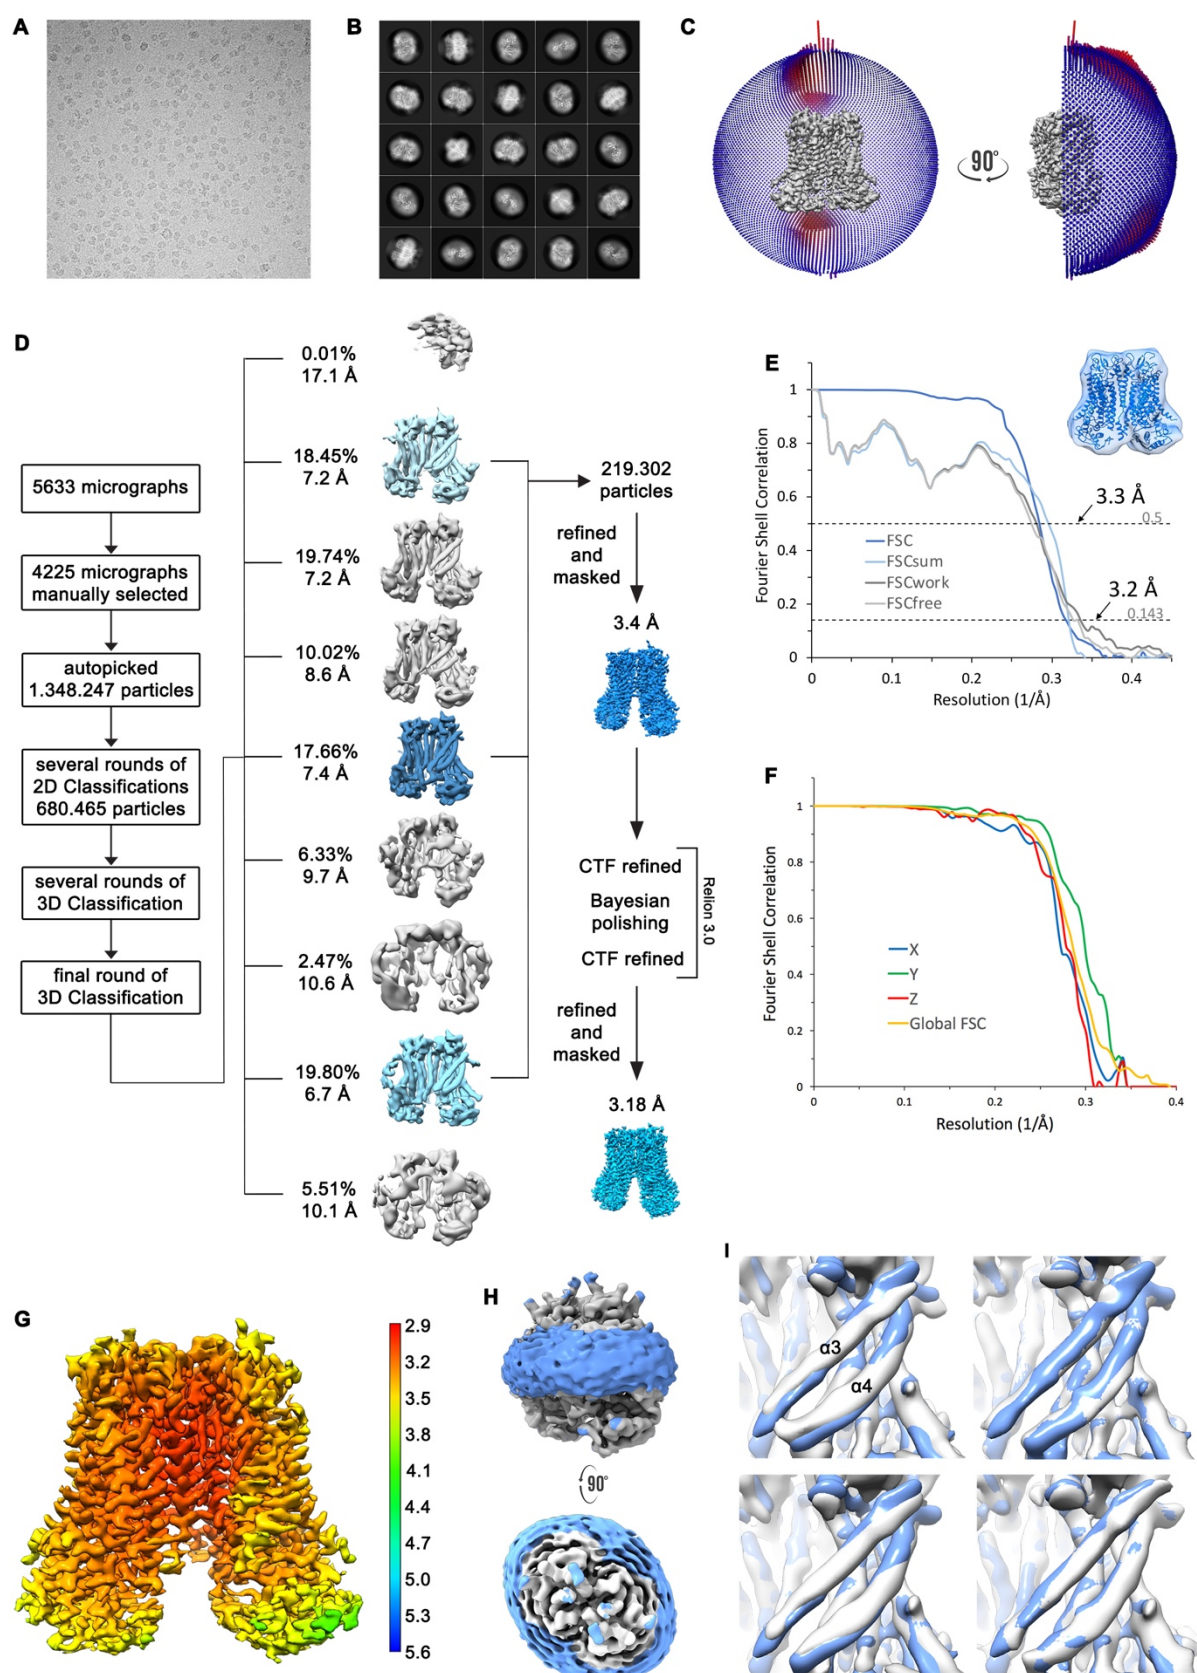 A
B
C
90°
D
5633 micrographs
4225 micrographs
manually selected
autopicked
1.348.247 particles
several rounds of
2D Classifications
680.465 particles
several rounds of
3D Classification
final round of
3D Classification
0.01%
17.1 Å
18.45%
7.2 Å
19.74%
7.2 Å
10.02%
8.6 Å
17.66%
7.4 Å
6.33%
9.7 Å
2.47%
10.6 Å
19.80%
6.7 Å
5.51%
10.1 Å
219.302
particles
refined
and
masked
3.4 Å
CTF refined
Bayesian
polishing
CTF refined
Relion 3.0
refined
and
masked
3.18 Å
E
Fourier Shell Correlation
1
0.8
0.6
0.4
0.2
0
3.3 Å
0.5
FSC
FSCsum
FSCwork
FSCfree
3.2 Å
0.143
0
0.1
0.2
0.3
0.4
Resolution (1/Å)
F
Fourier Shell Correlation
1
0.8
0.6
0.4
0.2
0
X
Y
Z
Global FSC
0
0.1
0.2
0.3
0.4
Resolution (1/Å)
G
2.9
3.2
3.5
3.8
4.1
4.4
4.7
5.0
5.3
5.6
H
90°
I
α3
α4